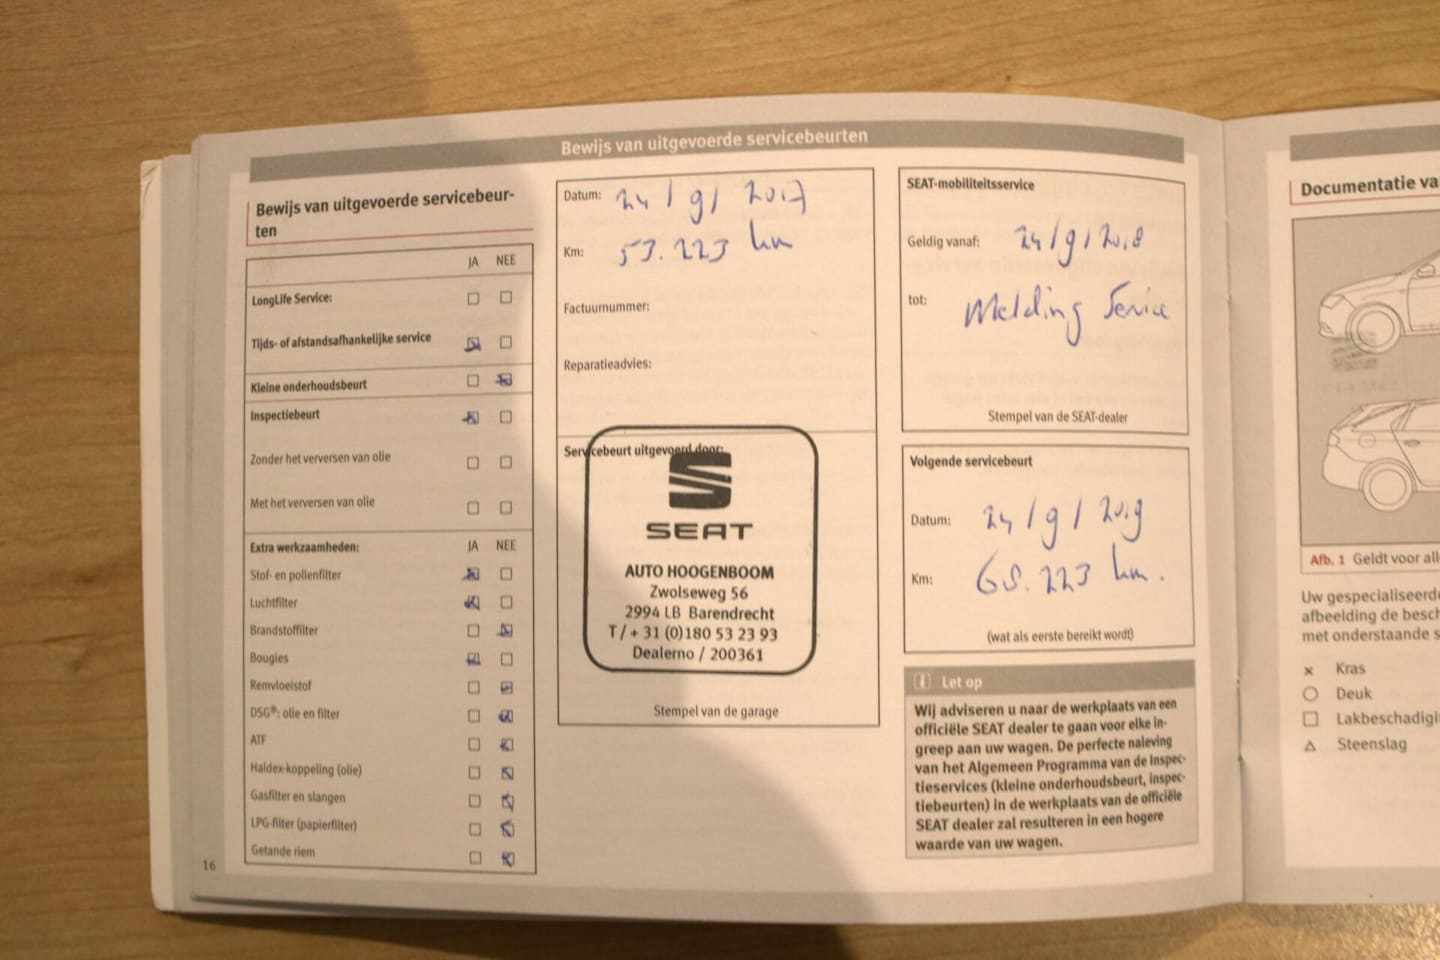 Bewijs van uitgevoerde servicebeurten
Bewijs van uitgevoerde servicebeur-
ten
JA NEE
LongLife Service:
Tijds- of afstandsafhankelijke service
Kleine onderhoudsbeurt
Inspectiebeurt
Zonder het verversen van olie
Met het verversen van olie
Extra werkzaamheden: JA NEE
Stof- en pollenfilter
Luchtfilter
Brandstoffilter
Bougies
Remvloeistof
DSG®: olie en filter
ATF
Haldex-koppeling (olie)
Gasfilter en slangen
LPG-filter (papierfilter)
Getande riem
16
Datum: 24/9/2017
Km: 53.223 km
Factuurnummer:
Reparatieadvies:
Servicebeurt uitgevoerd door:
SEAT
AUTO HOOGENBOOM
Zwolseweg 56
2994 LB Barendrecht
T / + 31 (0)180 53 23 93
Dealerno / 200361
Stempel van de garage
SEAT-mobiliteitsservice
Geldig vanaf: 24/9/2018
tot: Melding Service
Stempel van de SEAT-dealer
Volgende servicebeurt
Datum: 24/9/2019
Km: 68.223 km.
(wat als eerste bereikt wordt)
i Let op
Wij adviseren u naar de werkplaats van een
officiële SEAT dealer te gaan voor elke in-
greep aan uw wagen. De perfecte naleving
van het Algemeen Programma van de Inspec-
tieservices (kleine onderhoudsbeurt, inspec-
tiebeurten) in de werkplaats van de officiële
SEAT dealer zal resulteren in een hogere
waarde van uw wagen.
Documentatie va
Afb. 1 Geldt voor all
Uw gespecialiseerde
afbeelding de besch
met onderstaande s
Kras
Deuk
Lakbeschadigi
Steenslag